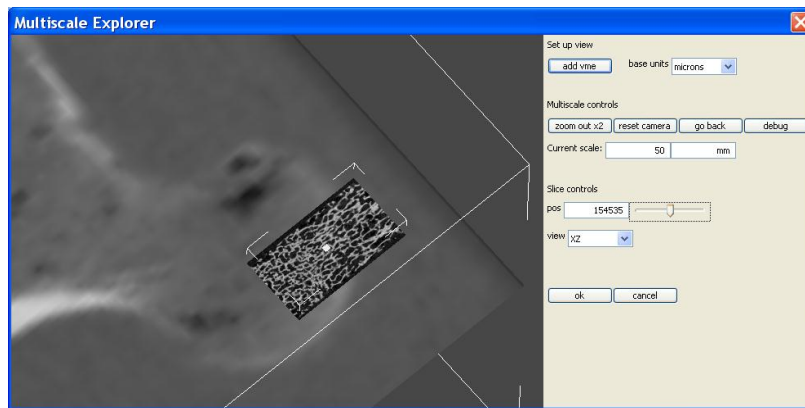 Multiscale Explorer
Set up view
add vme base units microns
Multiscale controls
zoom out x2 reset camera go back debug
Current scale: 50 mm
Slice controls
pos 154535
view XZ
ok cancel